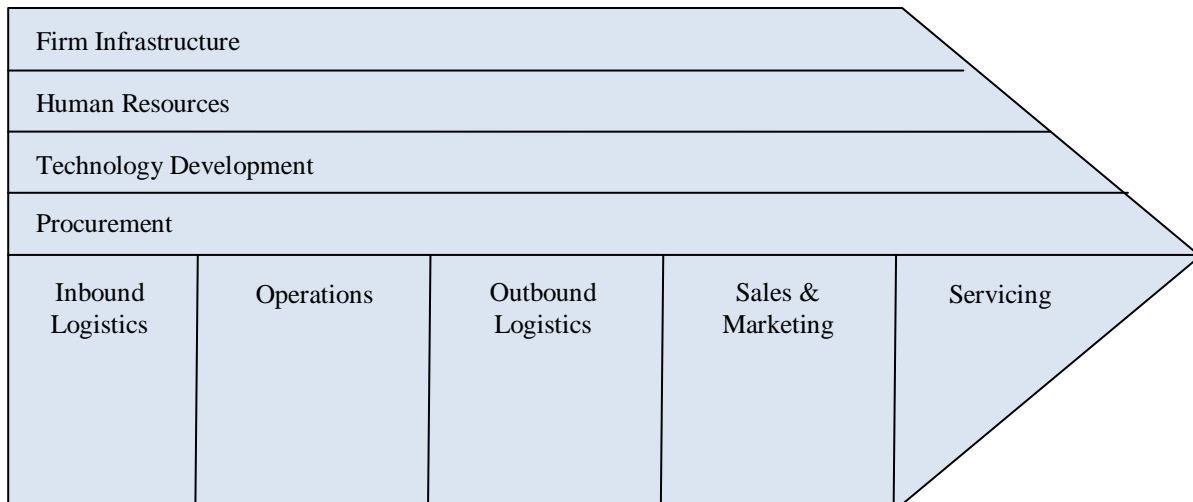 Firm Infrastructure
Human Resources
Technology Development
Procurement
Inbound
Logistics
Operations
Outbound
Logistics
Sales &
Marketing
Servicing